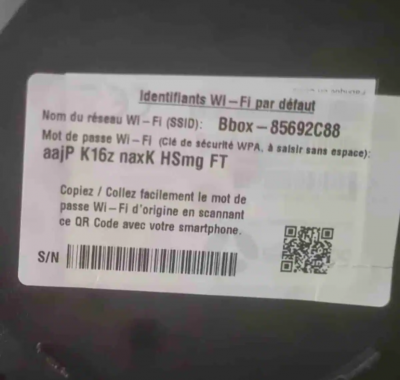 Identifiants Wi-Fi par défaut
Nom du réseau Wi-Fi (SSID): Bbox-85692C88
Mot de passe Wi-Fi (Clé de sécurité WPA, à saisir sans espace):
aajP K16z naxK HSmg FT
Copiez / Collez facilement le mot de
passe Wi-Fi d'origine en scannant
ce QR Code avec votre smartphone.
S/N